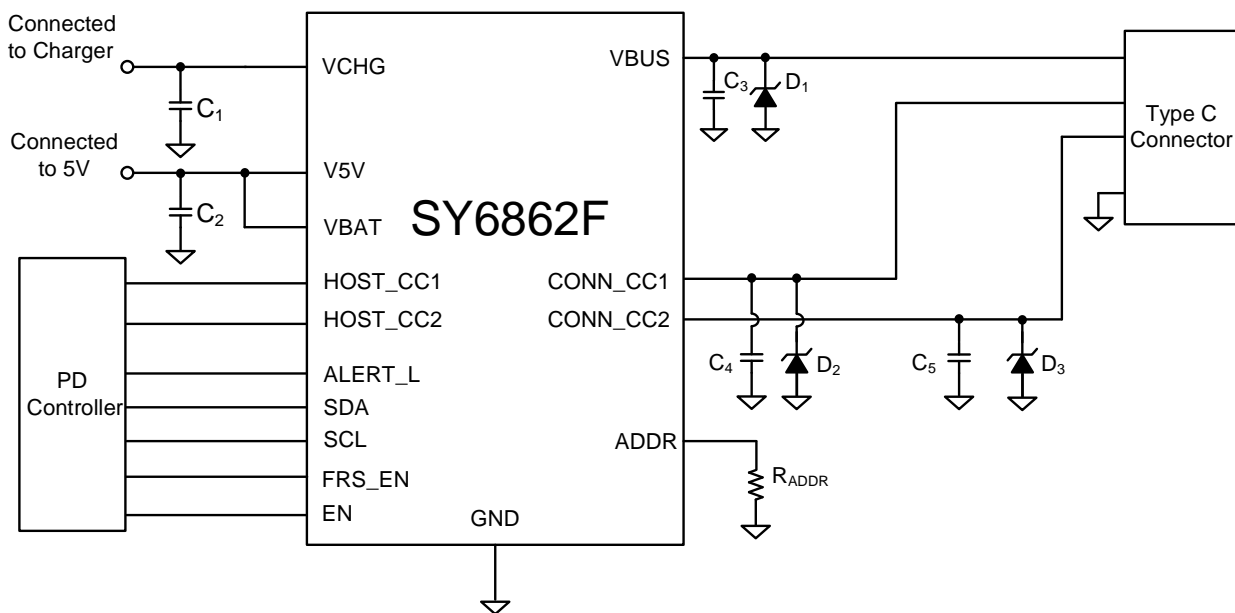 Connected
to Charger
C1
Connected
to 5V
C2
PD
Controller
VCHG
V5V
VBAT
HOST_CC1
HOST_CC2
ALERT_L
SDA
SCL
FRS_EN
EN
SY6862F
GND
VBUS
CONN_CC1
CONN_CC2
ADDR
C3
D1
C4
D2
C5
D3
RADDR
Type C
Connector